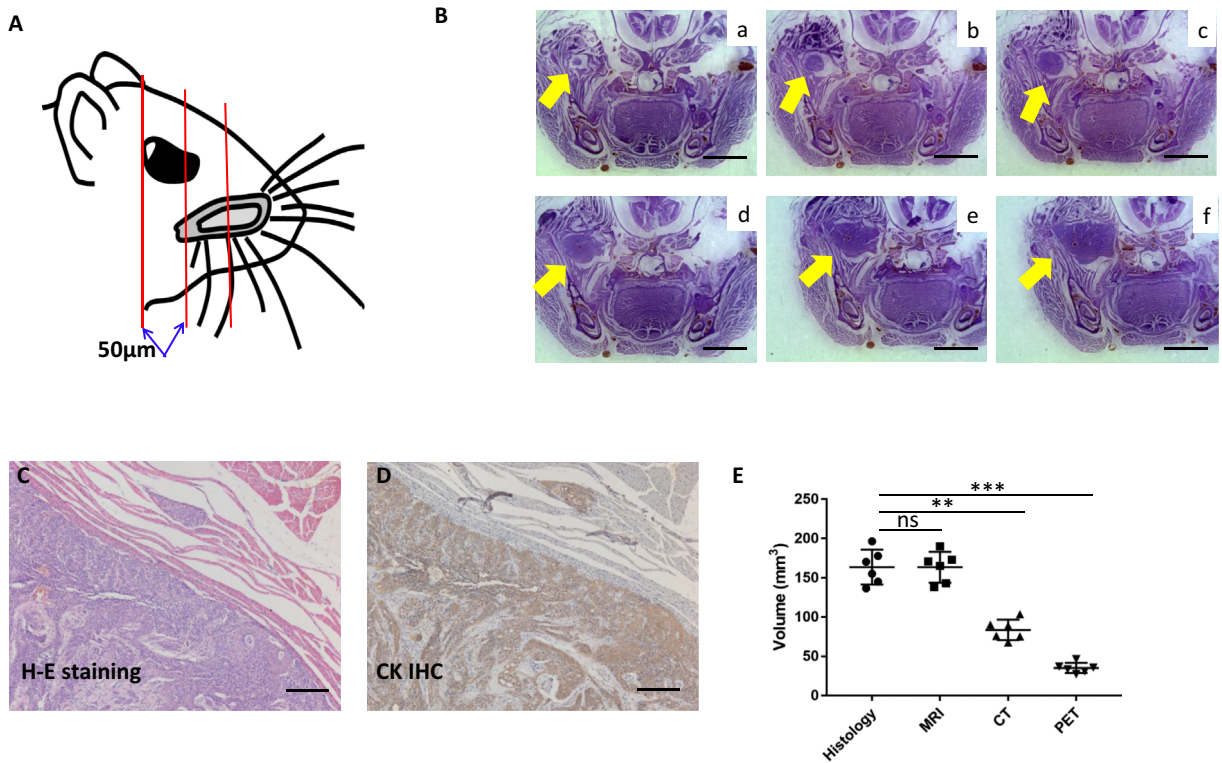 A
50µm
B
a
b
c
d
e
f
C
H-E staining
D
CK IHC
E
***
**
ns
250
200
150
100
50
0
Volume (mm³)
Histology
MRI
CT
PET